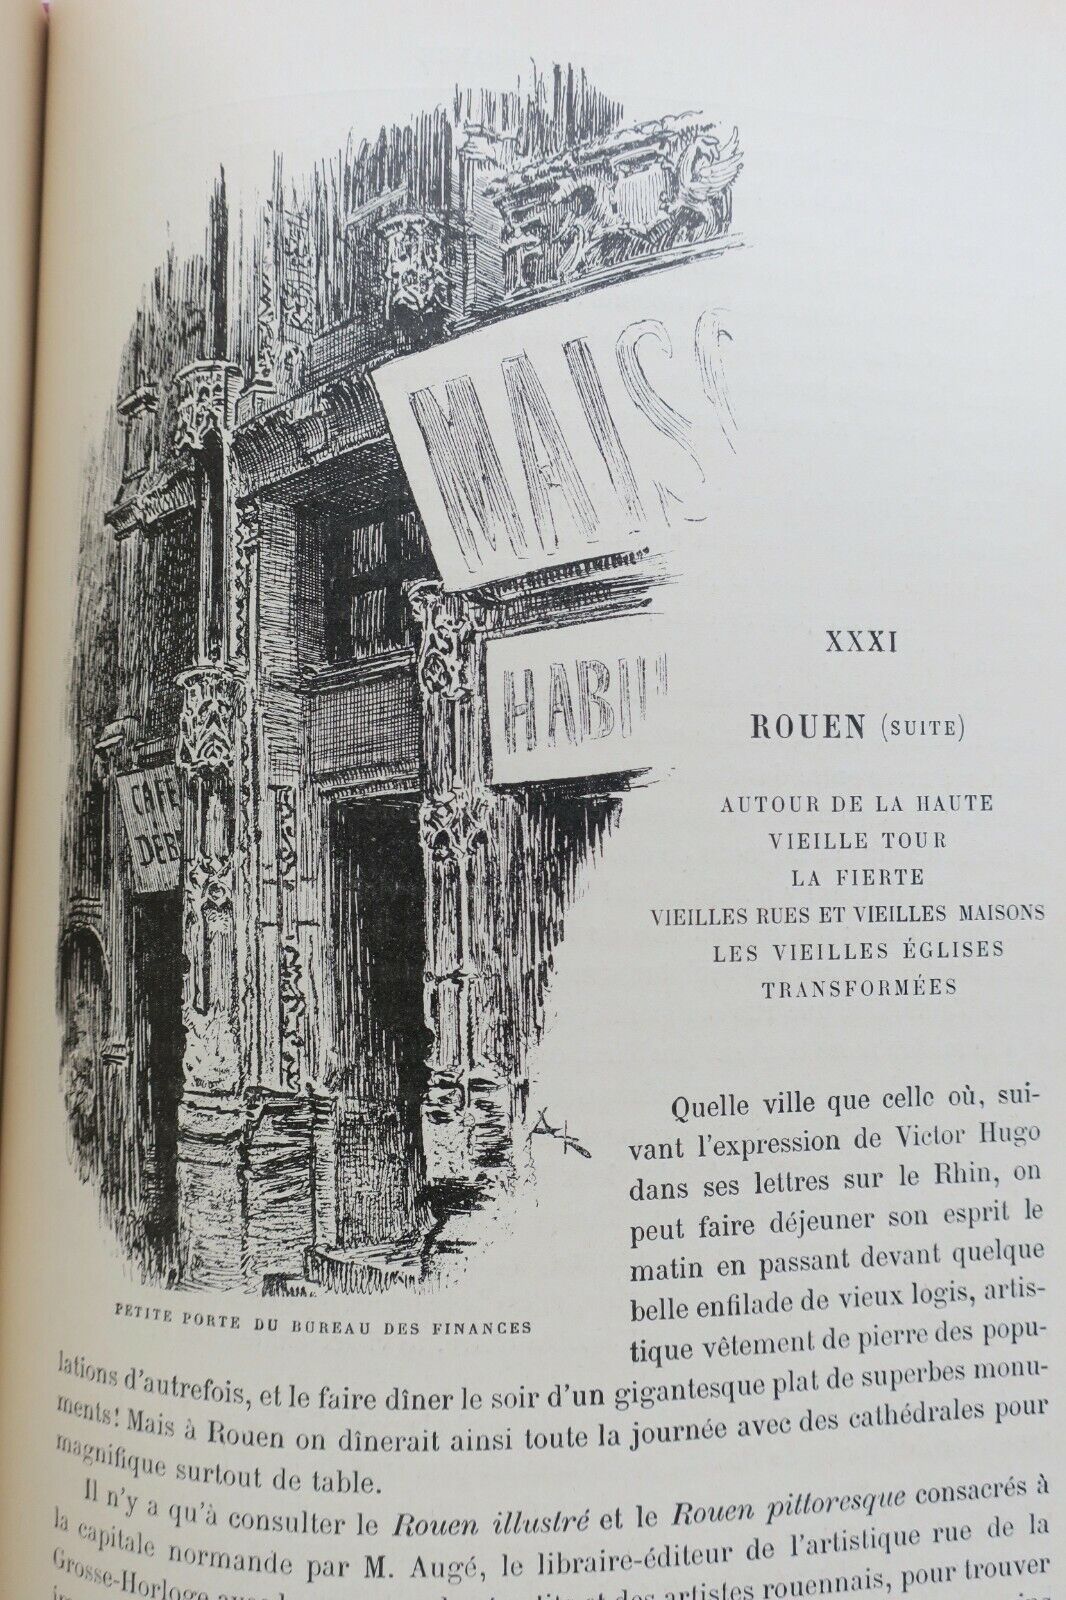 MAISO
HABI
CAFE
DEB
PETITE PORTE DU BUREAU DES FINANCES
XXXI
ROUEN (SUITE)
AUTOUR DE LA HAUTE
VIEILLE TOUR
LA FIERTE
VIEILLES RUES ET VIEILLES MAISONS
LES VIEILLES ÉGLISES
TRANSFORMÉES
Quelle ville que celle où, sui-
vant l'expression de Victor Hugo
dans ses lettres sur le Rhin, on
peut faire déjeuner son esprit le
matin en passant devant quelque
belle enfilade de vieux logis, artis-
tique vêtement de pierre des popu-
lations d'autrefois, et le faire dîner le soir d'un gigantesque plat de superbes monu-
ments! Mais à Rouen on dînerait ainsi toute la journée avec des cathédrales pour
magnifique surtout de table.
Il n'y a qu'à consulter le Rouen illustré et le Rouen pittoresque consacrés à
la capitale normande par M. Augé, le libraire-éditeur de l'artistique rue de la
Grosse-Horloge des artistes rouennais, pour trouver